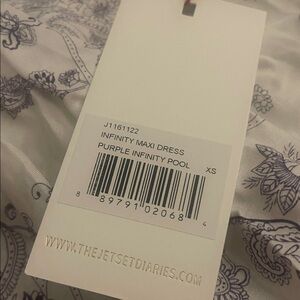 J1161122
INFINITY MAXI DRESS
PURPLE INFINITY POOL XS
8 89791 02068 4
WWW.THEJETSETDIARIES.COM